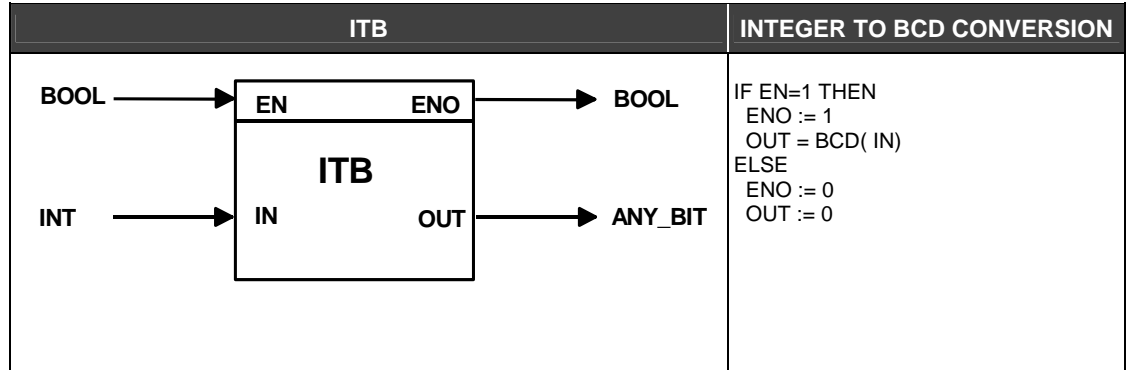 ITB
INTEGER TO BCD CONVERSION
BOOL EN ENO BOOL
ITB
INT IN OUT ANY_BIT
IF EN=1 THEN
ENO := 1
OUT = BCD( IN)
ELSE
ENO := 0
OUT := 0